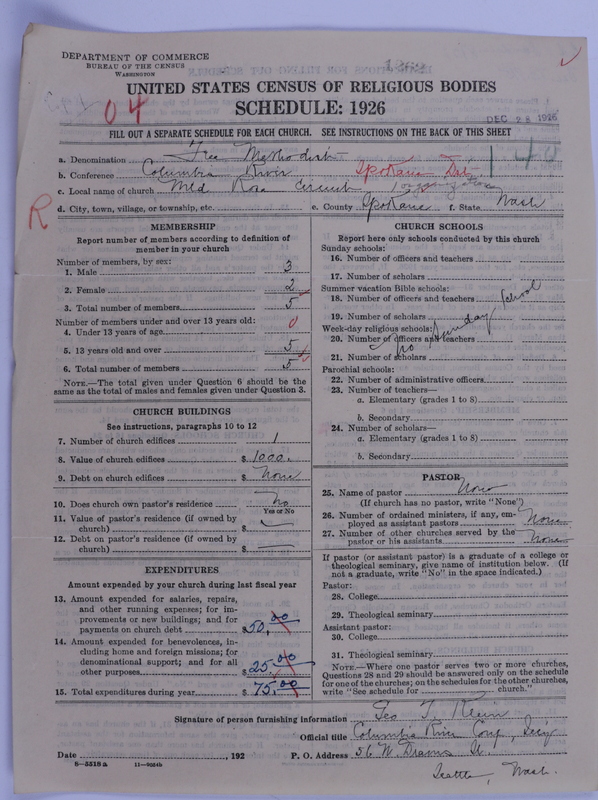 DEPARTMENT OF COMMERCE
BUREAU OF THE CENSUS
WASHINGTON
UNITED STATES CENSUS OF RELIGIOUS BODIES
SCHEDULE: 1926
04
DEC 28 1926
FILL OUT A SEPARATE SCHEDULE FOR EACH CHURCH. SEE INSTRUCTIONS ON THE BACK OF THIS SHEET
a. Denomination Free Methodist
b. Conference Columbia River Spokane Dist
c. Local name of church Circuit
d. City, town, village, or township, etc. e. County Spokane f. State Wash
R
MEMBERSHIP
Report number of members according to definition of
member in your church
Number of members, by sex:
1. Male 3
2. Female 2
3. Total number of members 5
Number of members under and over 13 years old:
4. Under 13 years of age 0
5. 13 years old and over 5
6. Total number of members 5
NOTE.—The total given under Question 6 should be
same as the total of males and females given under Question 3.
CHURCH BUILDINGS
See instructions, paragraphs 10 to 12
7. Number of church edifices 1
8. Value of church edifices $ 1000.
9. Debt on church edifices $ None
10. Does church own pastor's residence No
Yes or No
11. Value of pastor's residence (if owned by
church) $
12. Debt on pastor's residence (if owned by
church) $
EXPENDITURES
Amount expended by your church during last fiscal year
13. Amount expended for salaries, repairs,
and other running expenses; for im-
provements or new buildings; and for
payments on church debt $ 50.00
14. Amount expended for benevolences, in-
cluding home and foreign missions; for
denominational support; and for all
other purposes $ 25.00
15. Total expenditures during year $ 75.00
CHURCH SCHOOLS
Report here only schools conducted by this church
Sunday schools:
16. Number of officers and teachers
17. Number of scholars
Summer vacation Bible schools:
18. Number of officers and teachers
19. Number of scholars
Week-day religious schools:
20. Number of officers and teachers
No Sunday School
21. Number of scholars
Parochial schools:
22. Number of administrative officers
23. Number of teachers—
a. Elementary (grades 1 to 8)
b. Secondary
24. Number of scholars—
a. Elementary (grades 1 to 8)
b. Secondary
PASTOR
25. Name of pastor None
(If church has no pastor, write "None")
26. Number of ordained ministers, if any, em-
ployed as assistant pastors None
27. Number of other churches served by the
pastor or his assistants None
If pastor (or assistant pastor) is a graduate of a college or
theological seminary, give name of institution below. (If
not a graduate, write "No" in the space indicated.)
Pastor:
28. College
29. Theological seminary
Assistant pastor:
30. College
31. Theological seminary
NOTE.—Where one pastor serves two or more churches,
Questions 28 and 29 should be answered only on the schedule
for one of the churches; on the schedules for the other churches,
write "See schedule for church."
Signature of person furnishing information Geo. T. Klein
Official title Columbia River Conf. Sec'y
Date , 192 P. O. Address 56 W. St.
8-5518a 11-9054b
Seattle, Wash.